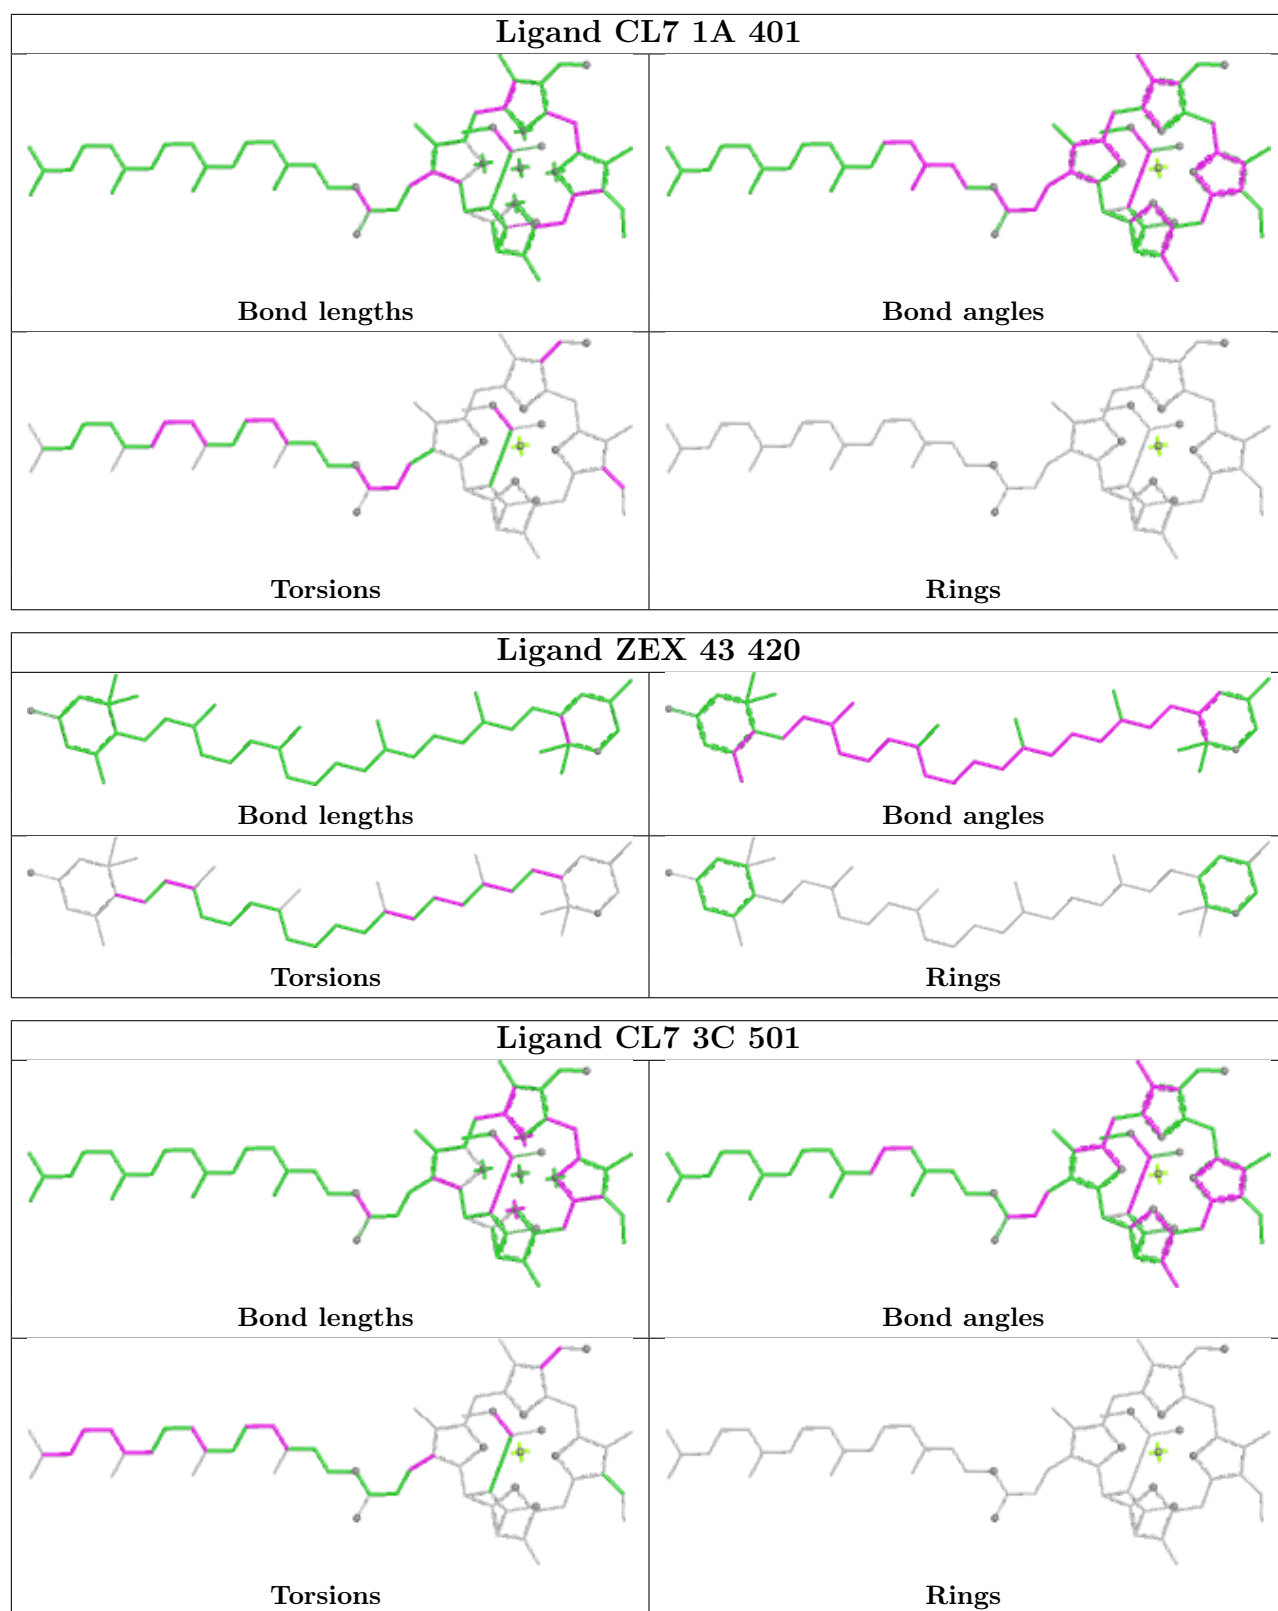 Ligand CL7 1A 401
Bond lengths
Bond angles
Torsions
Rings
Ligand ZEX 43 420
Bond lengths
Bond angles
Torsions
Rings
Ligand CL7 3C 501
Bond lengths
Bond angles
Torsions
Rings